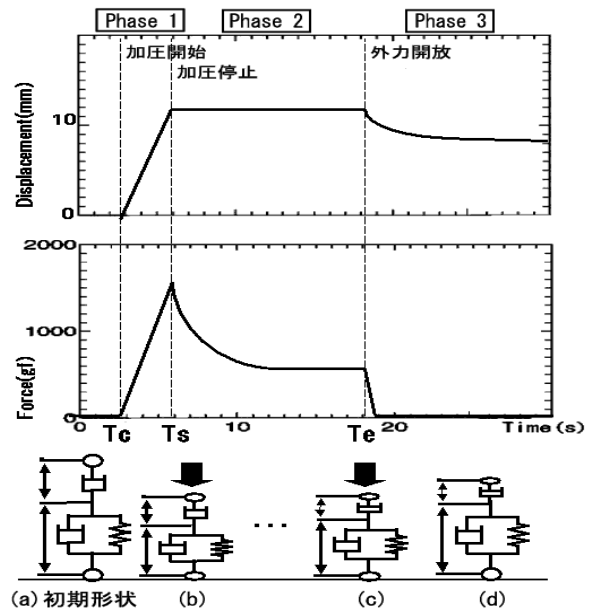 Phase 1 Phase 2 Phase 3
加圧開始
加圧停止
外力開放
Displacement(mm)
10
0
2000
1000
0
Force(gf)
0 10 20 Time(s)
Tc Ts Te
(a) 初期形状 (b) ... (c) (d)